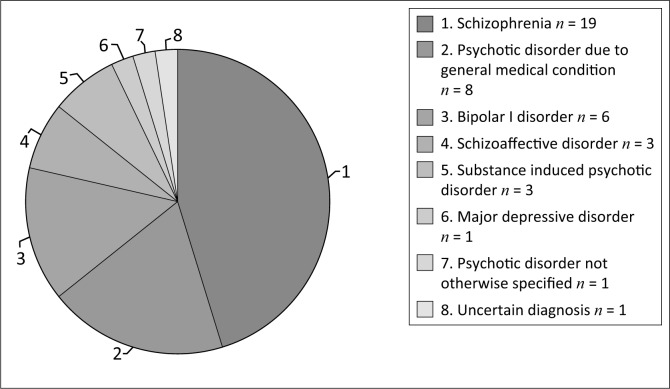 1
2
3
4
5
6
7
8
1. Schizophrenia n = 19
2. Psychotic disorder due to
general medical condition
n = 8
3. Bipolar I disorder n = 6
4. Schizoaffective disorder n = 3
5. Substance induced psychotic
disorder n = 3
6. Major depressive disorder
n = 1
7. Psychotic disorder not
otherwise specified n = 1
8. Uncertain diagnosis n = 1